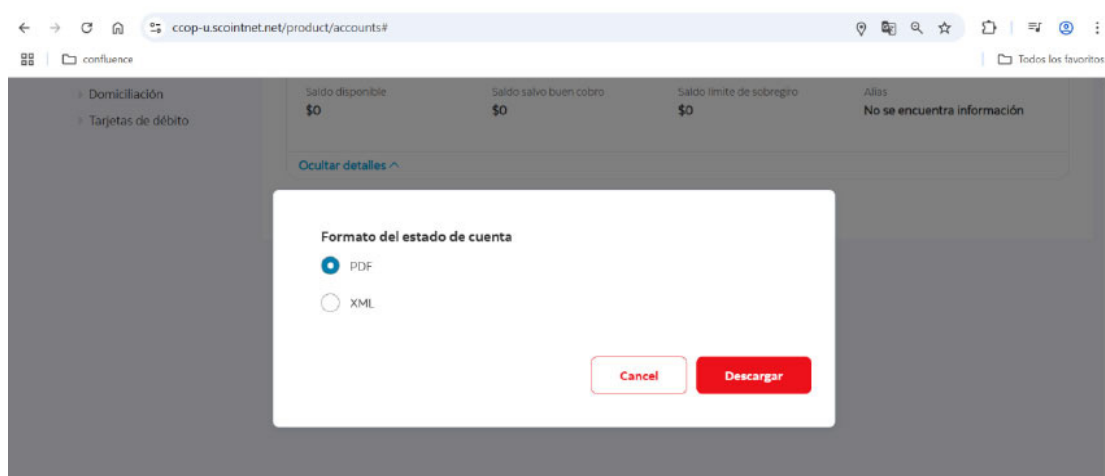 ccop-u.scointnet.net/product/accounts#
confluence
Todos los favoritos
Domiciliación
Tarjetas de débito
Saldo disponible Saldo salvo buen cobro Saldo límite de sobregiro Alias
$0 $0 $0 No se encuentra información
Ocultar detalles
Formato del estado de cuenta
PDF
XML
Cancel Descargar